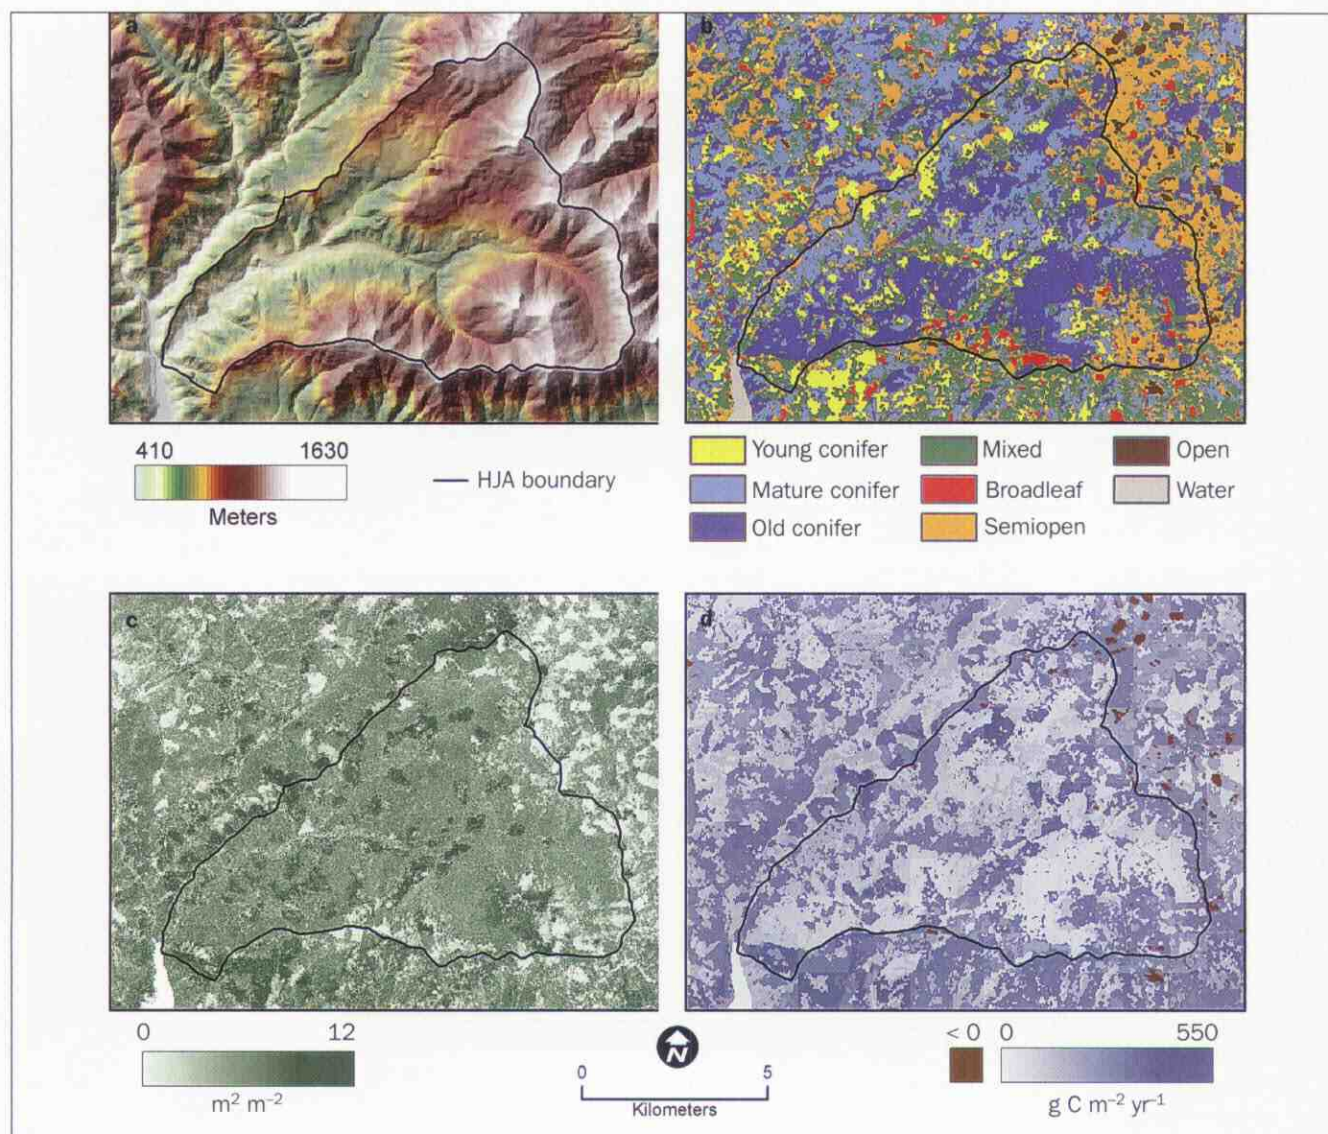 a
b
410 1630
Meters
HJA boundary
Young conifer Mixed Open
Mature conifer Broadleaf Water
Old conifer Semiopen
c
d
0 12
m² m⁻²
N
0 5
Kilometers
< 0 0 550
g C m⁻² yr⁻¹